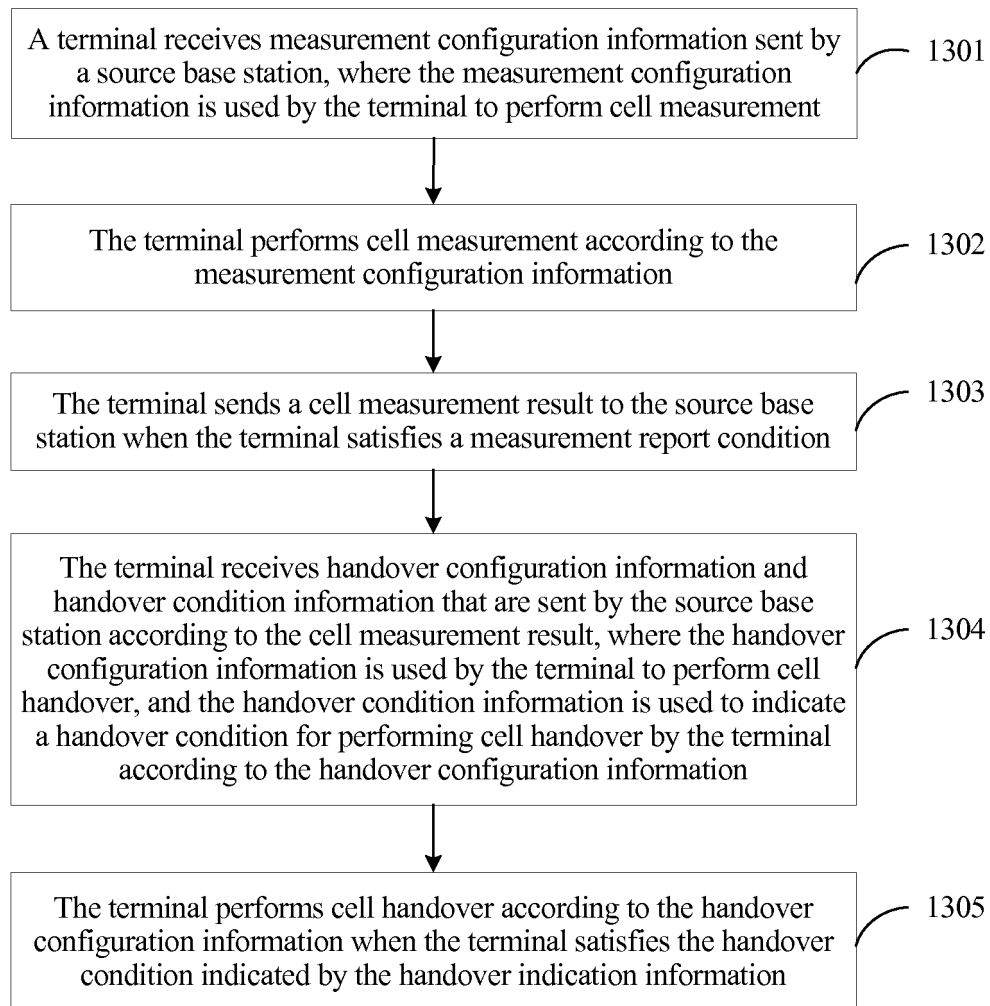 A terminal receives measurement configuration information sent by
a source base station, where the measurement configuration
information is used by the terminal to perform cell measurement
1301
The terminal performs cell measurement according to the
measurement configuration information
1302
The terminal sends a cell measurement result to the source base
station when the terminal satisfies a measurement report condition
1303
The terminal receives handover configuration information and
handover condition information that are sent by the source base
station according to the cell measurement result, where the handover
configuration information is used by the terminal to perform cell
handover, and the handover condition information is used to indicate
a handover condition for performing cell handover by the terminal
according to the handover configuration information
1304
The terminal performs cell handover according to the handover
configuration information when the terminal satisfies the handover
condition indicated by the handover indication information
1305